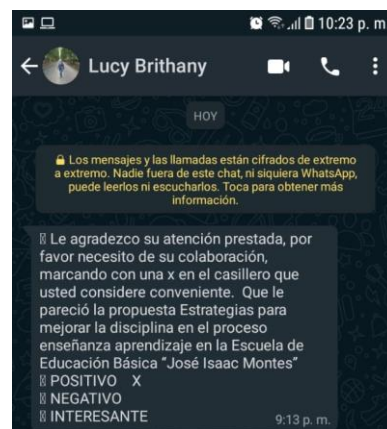 10:23 p. m
Lucy Brithany
HOY
Los mensajes y las llamadas están cifrados de extremo
a extremo. Nadie fuera de este chat, ni siquiera WhatsApp,
puede leerlos ni escucharlos. Toca para obtener más
información.
Le agradezco su atención prestada, por
favor necesito de su colaboración,
marcando con una x en el casillero que
usted considere conveniente. Que le
pareció la propuesta Estrategias para
mejorar la disciplina en el proceso
enseñanza aprendizaje en la Escuela de
Educación Básica "José Isaac Montes"
POSITIVO X
NEGATIVO
INTERESANTE
9:13 p. m.